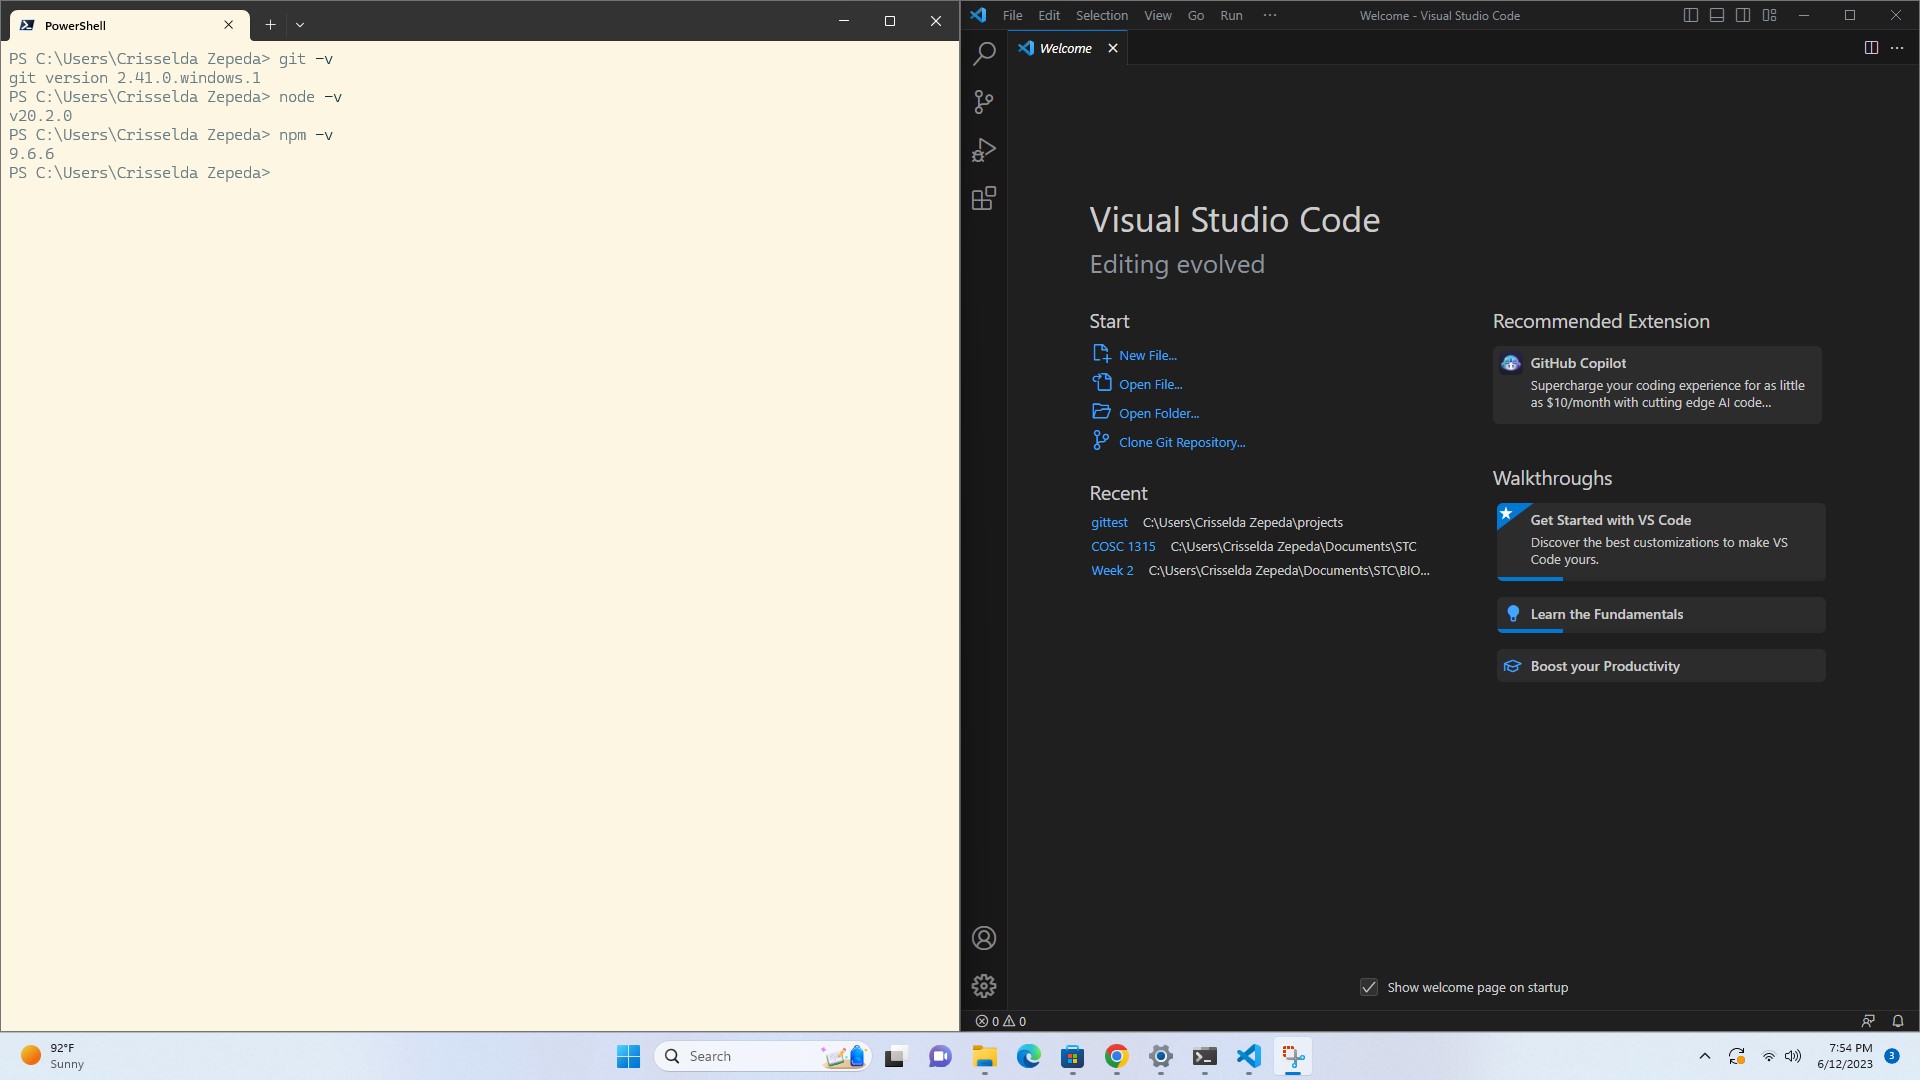 PowerShell
PS C:\Users\Crisselda Zepeda> git -v
git version 2.41.0.windows.1
PS C:\Users\Crisselda Zepeda> node -v
v20.2.0
PS C:\Users\Crisselda Zepeda> npm -v
9.6.6
PS C:\Users\Crisselda Zepeda>
File Edit Selection View Go Run ··· Welcome - Visual Studio Code
Welcome
Visual Studio Code
Editing evolved
Start
New File...
Open File...
Open Folder...
Clone Git Repository...
Recent
gittest C:\Users\Crisselda Zepeda\projects
COSC 1315 C:\Users\Crisselda Zepeda\Documents\STC
Week 2 C:\Users\Crisselda Zepeda\Documents\STC\BIO...
Recommended Extension
GitHub Copilot
Supercharge your coding experience for as little
as $10/month with cutting edge AI code...
Walkthroughs
Get Started with VS Code
Discover the best customizations to make VS
Code yours.
Learn the Fundamentals
Boost your Productivity
Show welcome page on startup
0 0
92°F
Sunny
Search
7:54 PM
6/12/2023
3